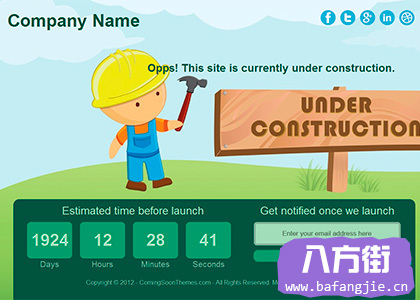 Company Name
Opps! This site is currently under construction.
UNDER
CONSTRUCTION
Estimated time before launch
Get notified once we launch
1924 12 28 41
Days Hours Minutes Seconds
Enter your email address here
Copyright © 2012 - ComingSoonThemes.com - All Rights Reserved.
八方街
www.bafangjie.cn